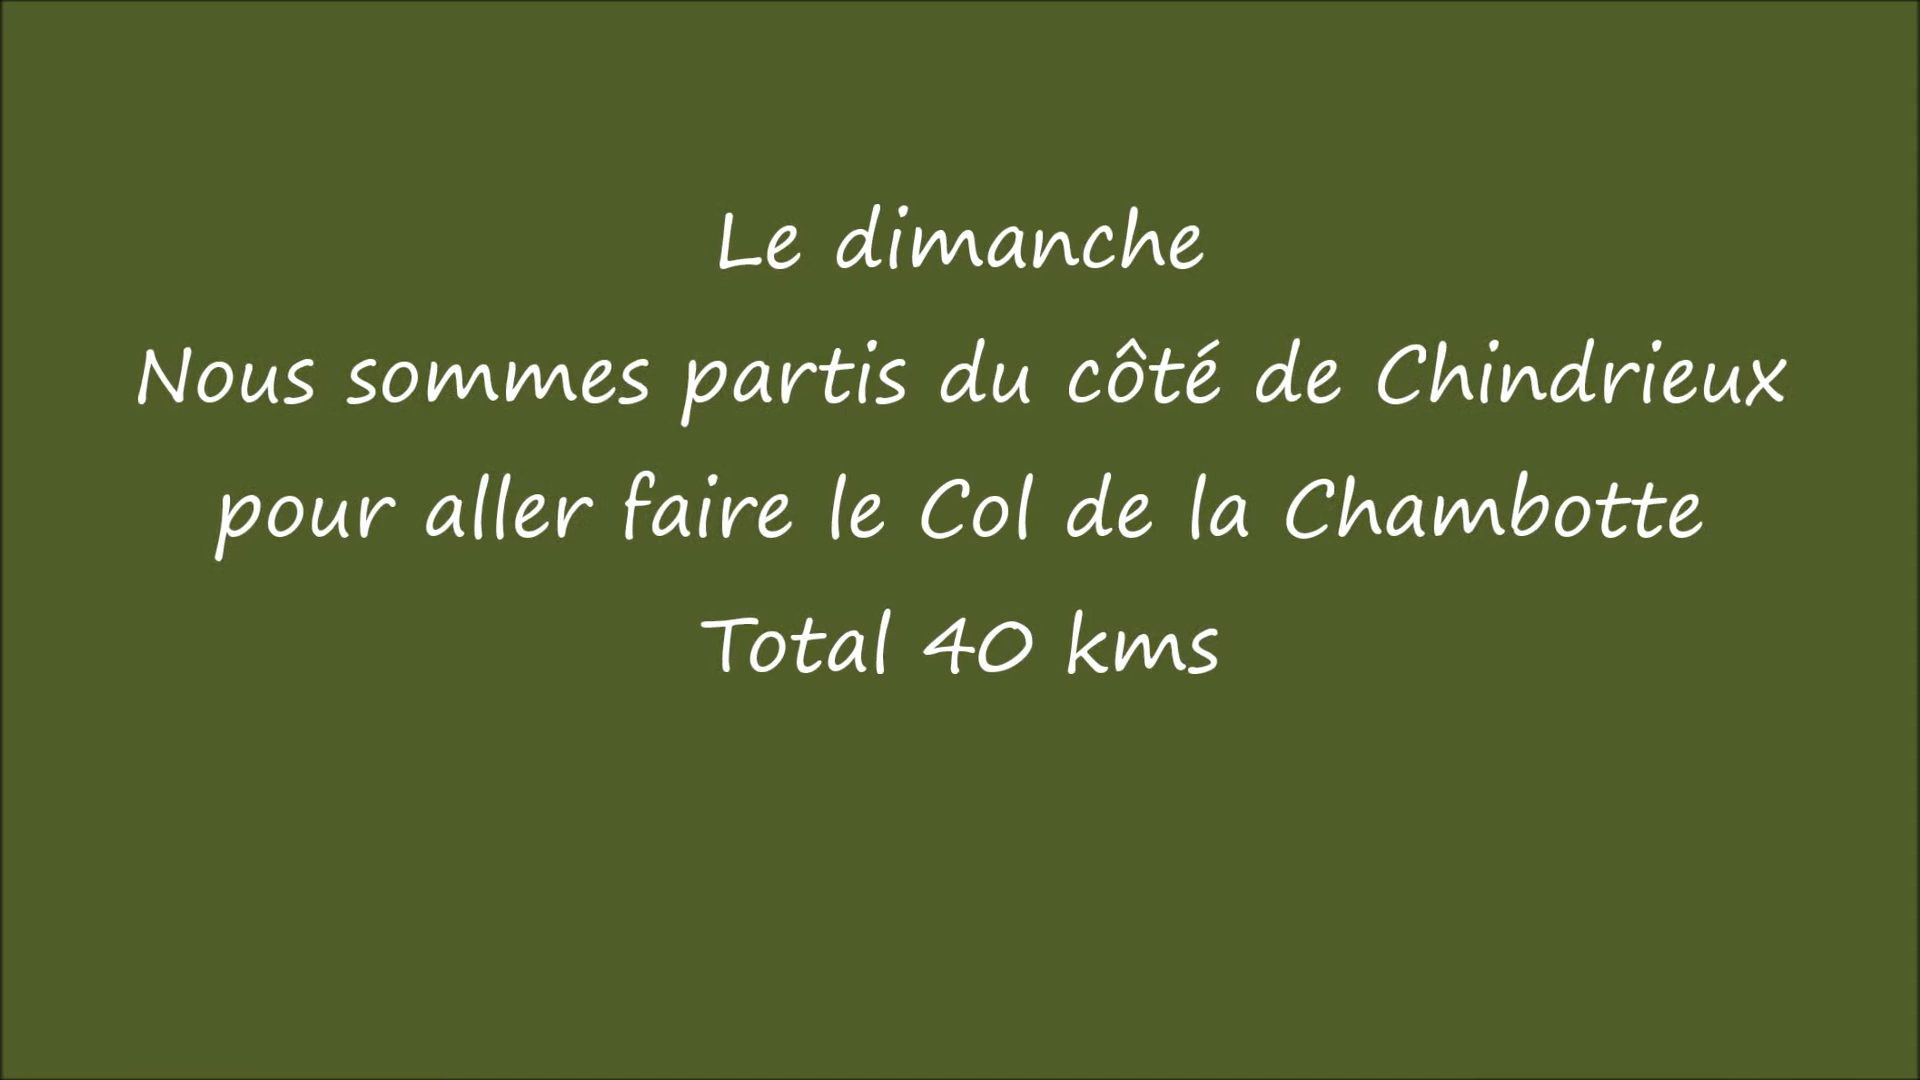 Le dimanche
Nous sommes partis du côté de Chindrieux
pour aller faire le Col de la Chambotte
Total 40 kms